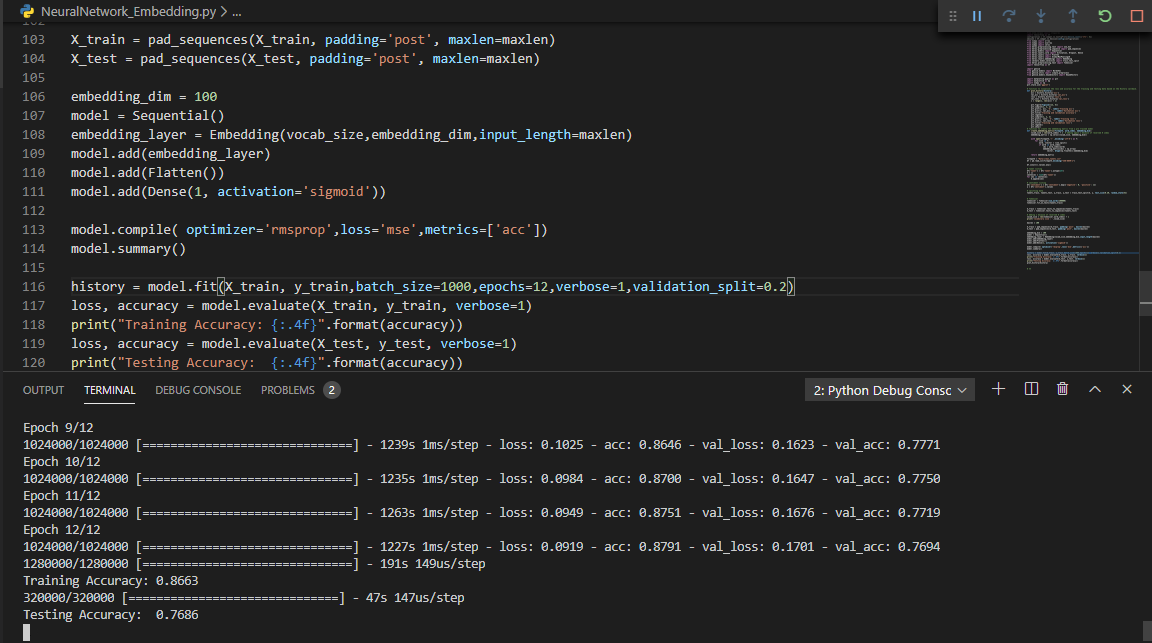 NeuralNetwork_Embedding.py > ...
102
103 X_train = pad_sequences(X_train, padding='post', maxlen=maxlen)
104 X_test = pad_sequences(X_test, padding='post', maxlen=maxlen)
105
106 embedding_dim = 100
107 model = Sequential()
108 embedding_layer = Embedding(vocab_size,embedding_dim,input_length=maxlen)
109 model.add(embedding_layer)
110 model.add(Flatten())
111 model.add(Dense(1, activation='sigmoid'))
112
113 model.compile( optimizer='rmsprop',loss='mse',metrics=['acc'])
114 model.summary()
115
116 history = model.fit(X_train, y_train,batch_size=1000,epochs=12,verbose=1,validation_split=0.2)
117 loss, accuracy = model.evaluate(X_train, y_train, verbose=1)
118 print("Training Accuracy: {:.4f}".format(accuracy))
119 loss, accuracy = model.evaluate(X_test, y_test, verbose=1)
120 print("Testing Accuracy:  {:.4f}".format(accuracy))
OUTPUT TERMINAL DEBUG CONSOLE PROBLEMS 2 2: Python Debug Consc
Epoch 9/12
1024000/1024000 [==============================] - 1239s 1ms/step - loss: 0.1025 - acc: 0.8646 - val_loss: 0.1623 - val_acc: 0.7771
Epoch 10/12
1024000/1024000 [==============================] - 1235s 1ms/step - loss: 0.0984 - acc: 0.8700 - val_loss: 0.1647 - val_acc: 0.7750
Epoch 11/12
1024000/1024000 [==============================] - 1263s 1ms/step - loss: 0.0949 - acc: 0.8751 - val_loss: 0.1676 - val_acc: 0.7719
Epoch 12/12
1024000/1024000 [==============================] - 1227s 1ms/step - loss: 0.0919 - acc: 0.8791 - val_loss: 0.1701 - val_acc: 0.7694
1280000/1280000 [==============================] - 191s 149us/step
Training Accuracy: 0.8663
320000/320000 [==============================] - 47s 147us/step
Testing Accuracy:  0.7686